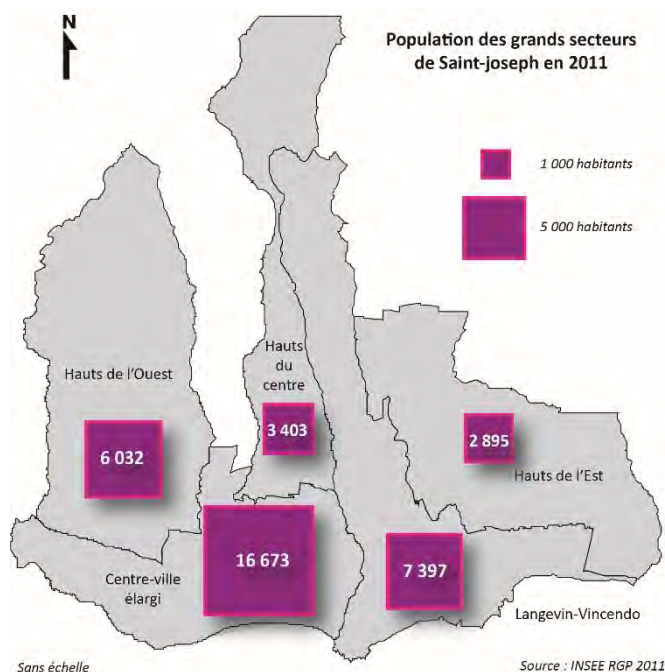 N
Population des grands secteurs
de Saint-joseph en 2011
1 000 habitants
5 000 habitants
Hauts de l'Ouest
6 032
Hauts
du
centre
3 403
2 895
Hauts de l'Est
Centre-ville
élargi
16 673
7 397
Langevin-Vincendo
Sans échelle
Source : INSEE RGP 2011